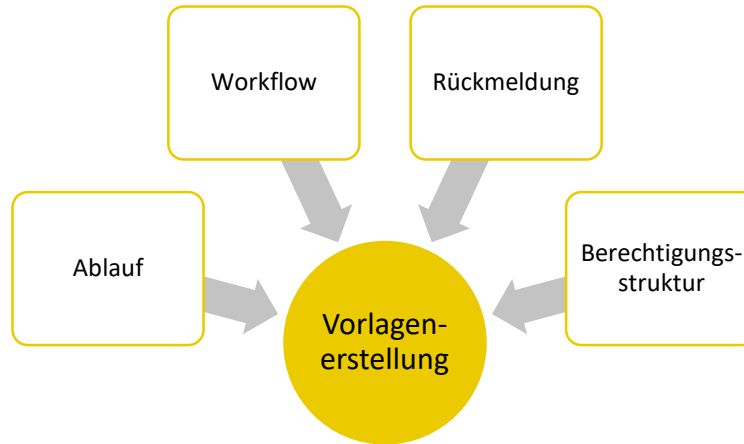 Workflow
Rückmeldung
Ablauf
Berechtigungs-
struktur
Vorlagen-
erstellung